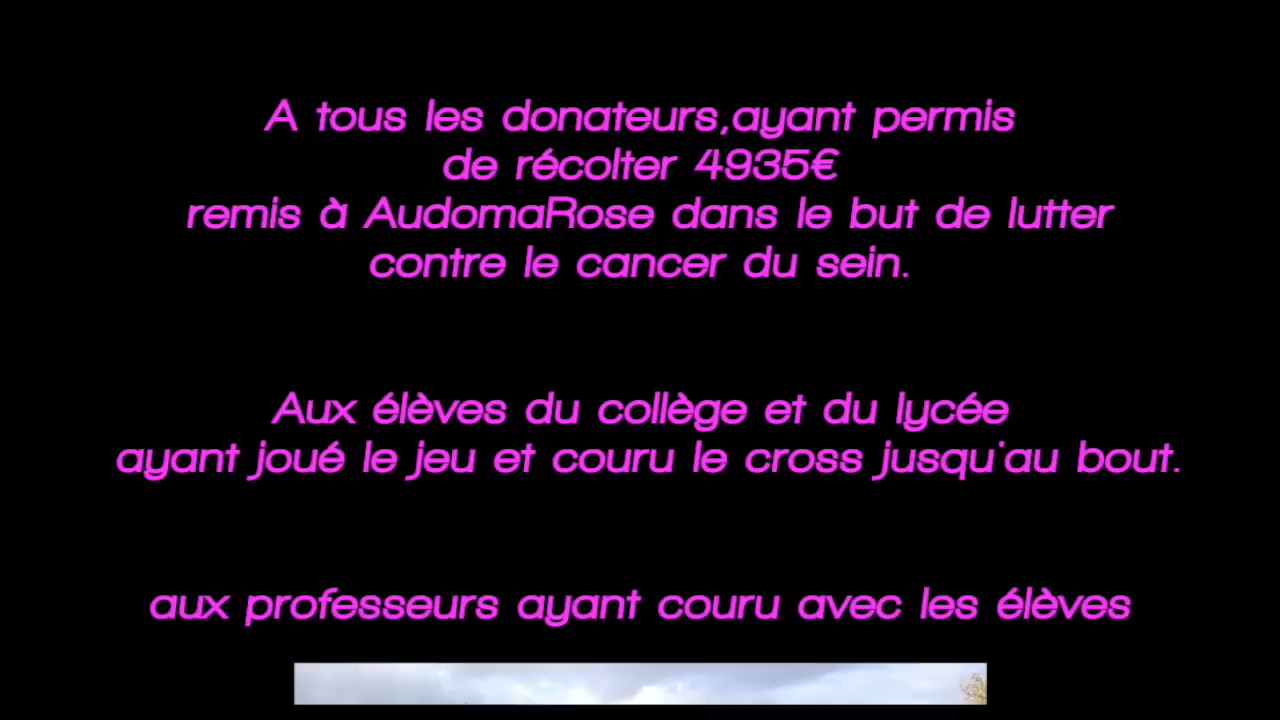 A tous les donateurs,ayant permis
de récolter 4935€
remis à AudomaRose dans le but de lutter
contre le cancer du sein.
Aux élèves du collège et du lycée
ayant joué le jeu et couru le cross jusqu'au bout.
aux professeurs ayant couru avec les élèves